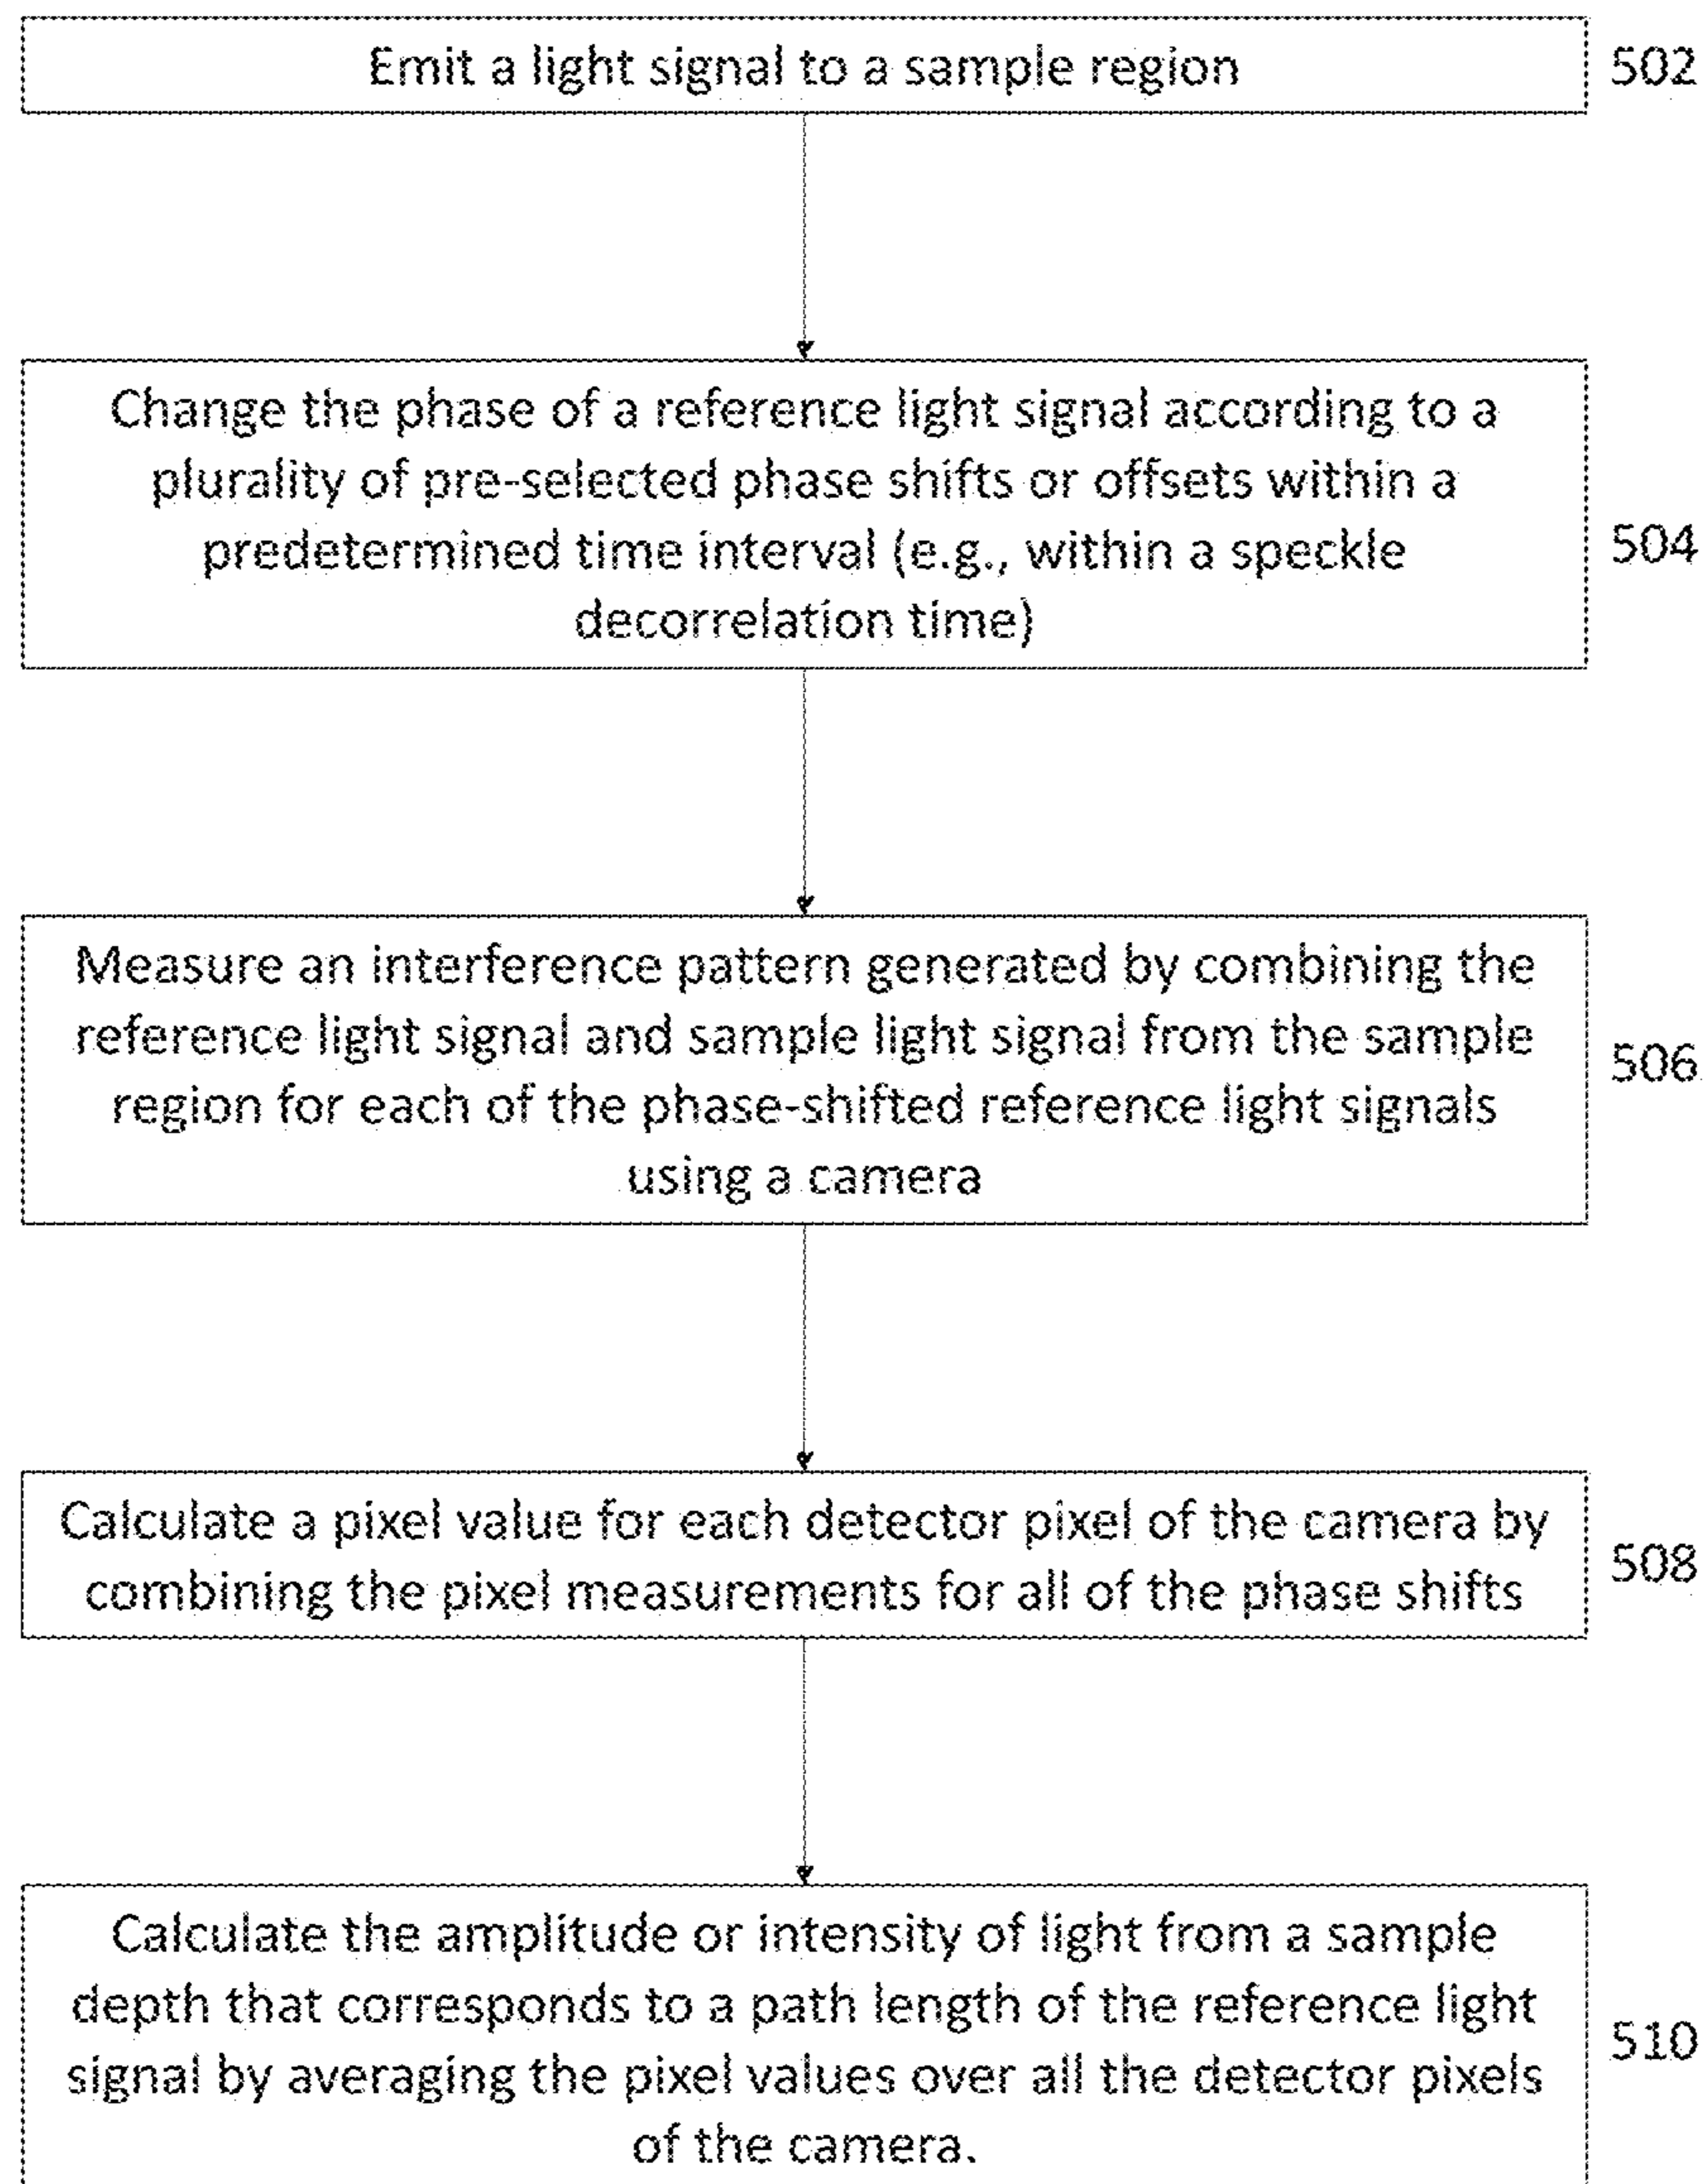 Emit a light signal to a sample region
502
Change the phase of a reference light signal according to a
plurality of pre-selected phase shifts or offsets within a
predetermined time interval (e.g., within a speckle
decorrelation time)
504
Measure an interference pattern generated by combining the
reference light signal and sample light signal from the sample
region for each of the phase-shifted reference light signals
using a camera
506
Calculate a pixel value for each detector pixel of the camera by
combining the pixel measurements for all of the phase shifts
508
Calculate the amplitude or intensity of light from a sample
depth that corresponds to a path length of the reference light
signal by averaging the pixel values over all the detector pixels
of the camera.
510